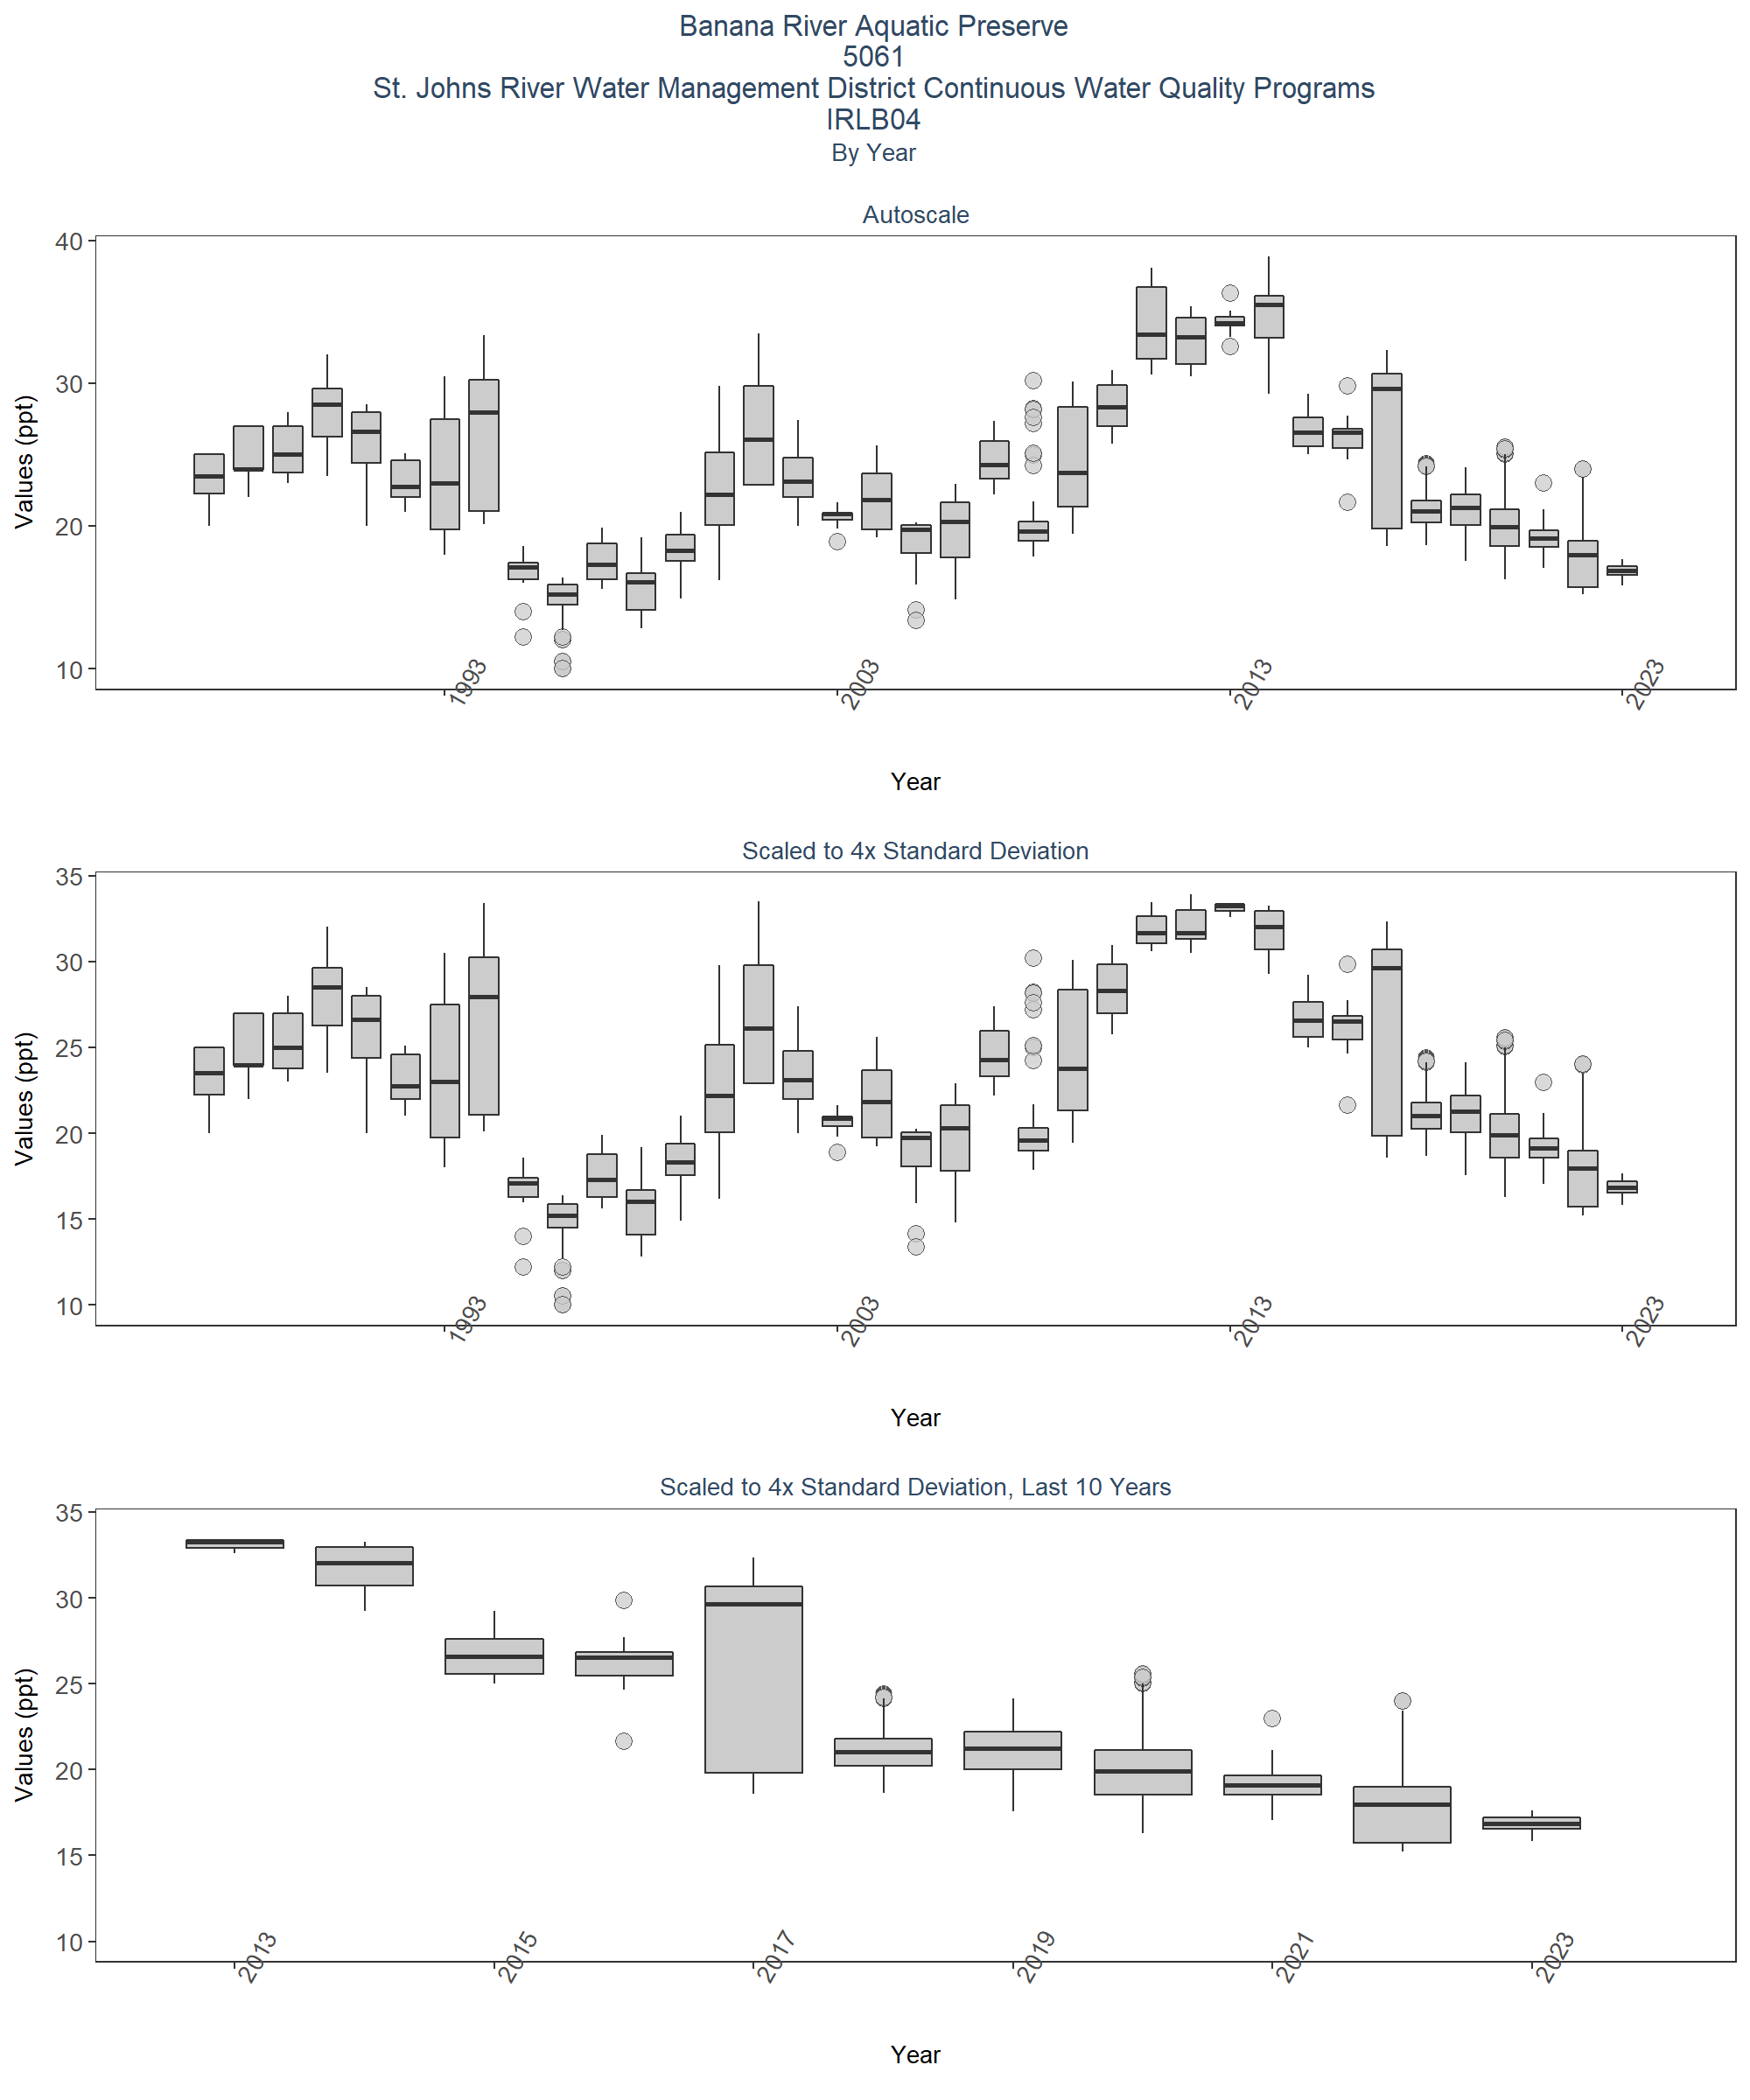 Banana River Aquatic Preserve
5061
St. Johns River Water Management District Continuous Water Quality Programs
IRLB04
By Year
Autoscale
Values (ppt)
40
30
20
10
1993
2003
2013
2023
Year
Scaled to 4x Standard Deviation
Values (ppt)
35
30
25
20
15
10
1993
2003
2013
2023
Year
Scaled to 4x Standard Deviation, Last 10 Years
Values (ppt)
35
30
25
20
15
10
2013
2015
2017
2019
2021
2023
Year